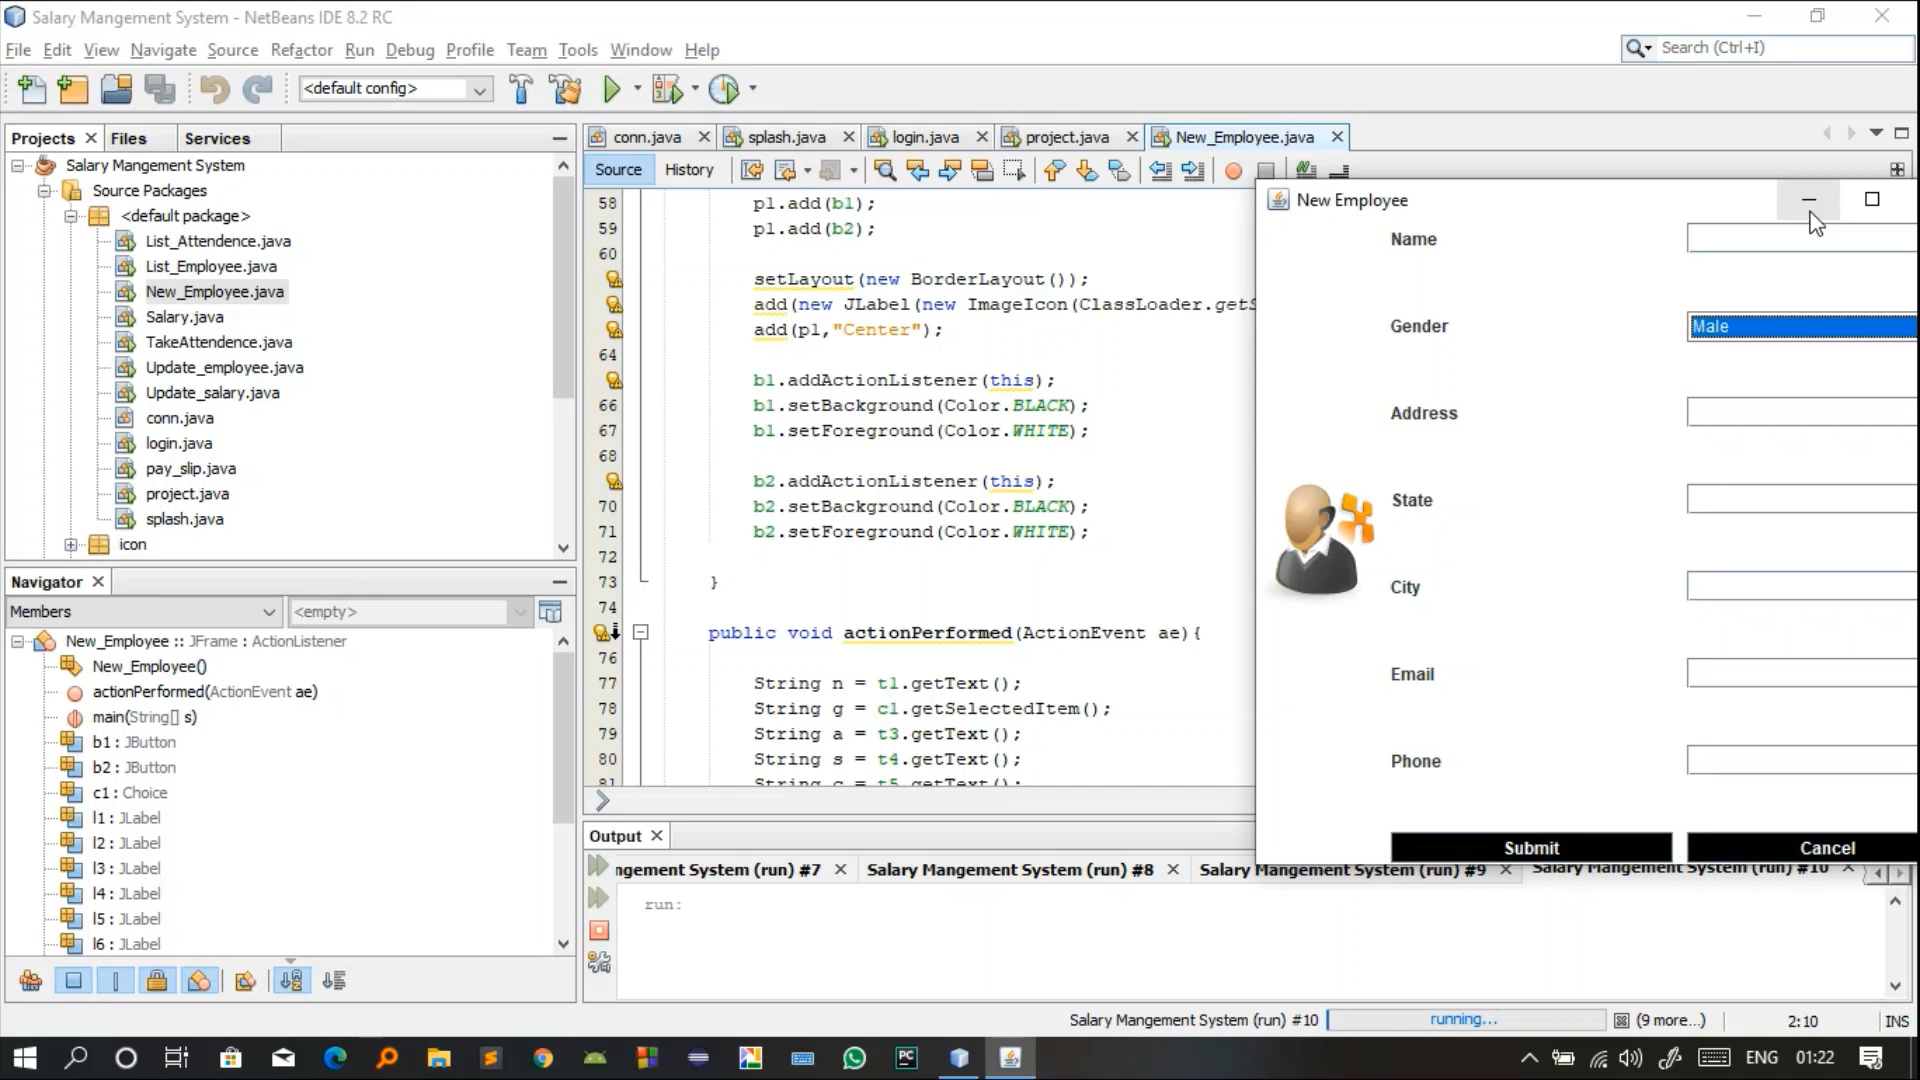 Salary Mangement System - NetBeans IDE 8.2 RC
File Edit View Navigate Source Refactor Run Debug Profile Team Tools Window Help
Search (Ctrl+I)
<default config>
Projects Files Services
Salary Mangement System
Source Packages
<default package>
List_Attendence.java
List_Employee.java
New_Employee.java
Salary.java
TakeAttendence.java
Update_employee.java
Update_salary.java
conn.java
login.java
pay_slip.java
project.java
splash.java
icon
Navigator
Members <empty>
New_Employee :: JFrame : ActionListener
New_Employee()
actionPerformed(ActionEvent ae)
main(String[] s)
b1 : JButton
b2 : JButton
c1 : Choice
l1 : JLabel
l2 : JLabel
l3 : JLabel
l4 : JLabel
l5 : JLabel
l6 : JLabel
conn.java splash.java login.java project.java New_Employee.java
Source History
58 p1.add(b1);
59 p1.add(b2);
60
setLayout(new BorderLayout());
add(new JLabel(new ImageIcon(ClassLoader.getS
add(p1,"Center");
64
b1.addActionListener(this);
66 b1.setBackground(Color.BLACK);
67 b1.setForeground(Color.WHITE);
68
b2.addActionListener(this);
70 b2.setBackground(Color.BLACK);
71 b2.setForeground(Color.WHITE);
72
73 }
74
public void actionPerformed(ActionEvent ae){
76
77 String n = t1.getText();
78 String g = c1.getSelectedItem();
79 String a = t3.getText();
80 String s = t4.getText();
81 String c = t5.getText();
New Employee
Name
Gender Male
Address
State
City
Email
Phone
Submit Cancel
Output
ngement System (run) #7 Salary Mangement System (run) #8 Salary Mangement System (run) #9 Salary Mangement System (run) #10
run:
Salary Mangement System (run) #10 running... (9 more...) 2:10 INS
PC ENG 01:22